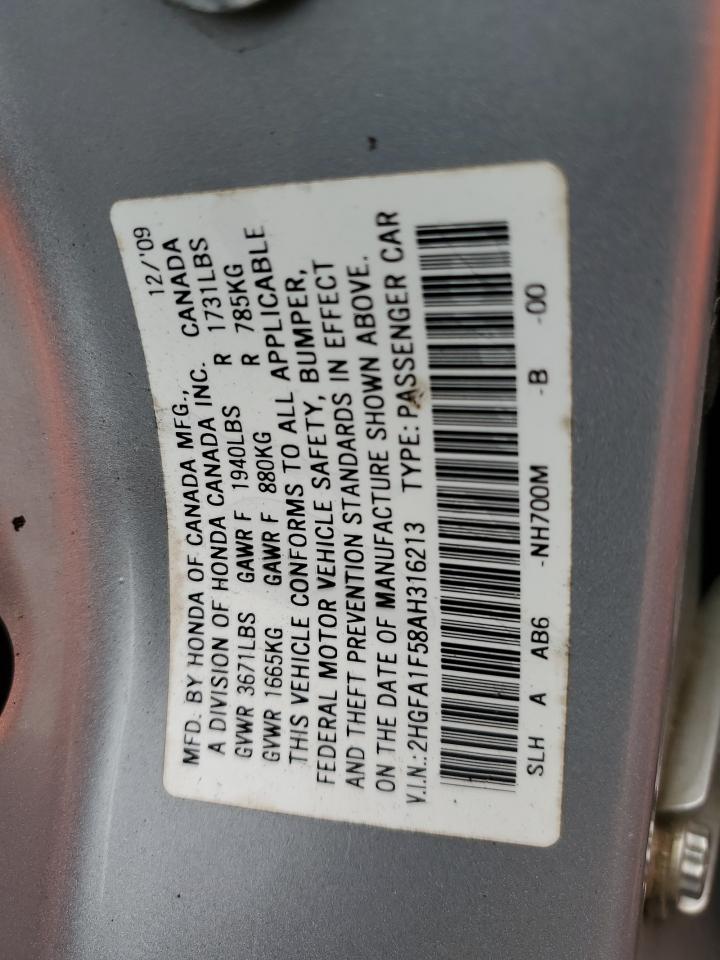 MFD. BY HONDA OF CANADA MFG., 12/'09
A DIVISION OF HONDA CANADA INC. CANADA
GVWR 3671LBS GAWR F 1940LBS R 1731LBS
GVWR 1665KG GAWR F 880KG R 785KG
THIS VEHICLE CONFORMS TO ALL APPLICABLE
FEDERAL MOTOR VEHICLE SAFETY, BUMPER,
AND THEFT PREVENTION STANDARDS IN EFFECT
ON THE DATE OF MANUFACTURE SHOWN ABOVE.
V.I.N.: 2HGFA1F58AH316213 TYPE: PASSENGER CAR
SLH A AB6 -NH700M -B -00